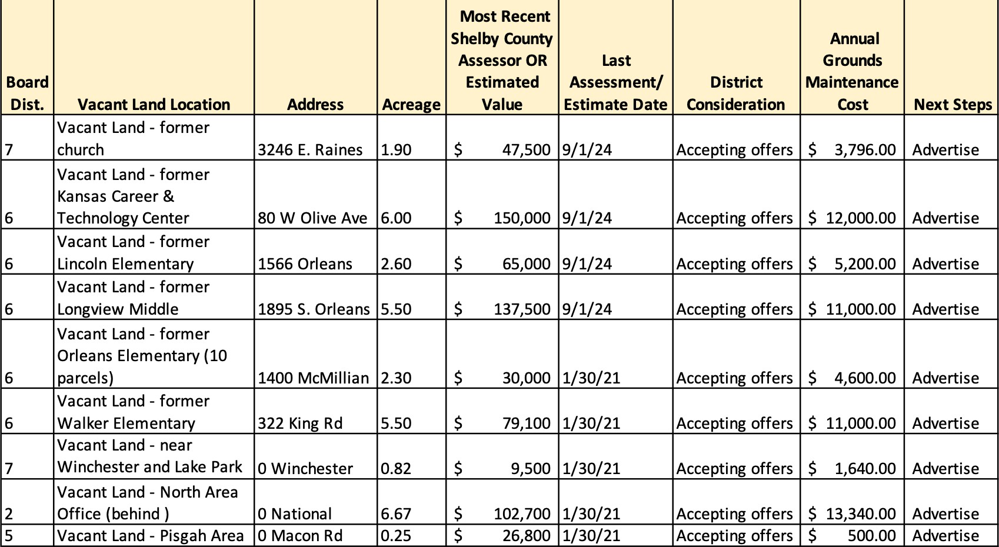 Board Dist. | Vacant Land Location | Address | Acreage | Most Recent Shelby County Assessor OR Estimated Value | Last Assessment/ Estimate Date | District Consideration | Annual Grounds Maintenance Cost | Next Steps
7 | Vacant Land - former church | 3246 E. Raines | 1.90 | $ 47,500 | 9/1/24 | Accepting offers | $ 3,796.00 | Advertise
6 | Vacant Land - former Kansas Career & Technology Center | 80 W Olive Ave | 6.00 | $ 150,000 | 9/1/24 | Accepting offers | $ 12,000.00 | Advertise
6 | Vacant Land - former Lincoln Elementary | 1566 Orleans | 2.60 | $ 65,000 | 9/1/24 | Accepting offers | $ 5,200.00 | Advertise
6 | Vacant Land - former Longview Middle | 1895 S. Orleans | 5.50 | $ 137,500 | 9/1/24 | Accepting offers | $ 11,000.00 | Advertise
6 | Vacant Land - former Orleans Elementary (10 parcels) | 1400 McMillian | 2.30 | $ 30,000 | 1/30/21 | Accepting offers | $ 4,600.00 | Advertise
6 | Vacant Land - former Walker Elementary | 322 King Rd | 5.50 | $ 79,100 | 1/30/21 | Accepting offers | $ 11,000.00 | Advertise
7 | Vacant Land - near Winchester and Lake Park | 0 Winchester | 0.82 | $ 9,500 | 1/30/21 | Accepting offers | $ 1,640.00 | Advertise
2 | Vacant Land - North Area Office (behind ) | 0 National | 6.67 | $ 102,700 | 1/30/21 | Accepting offers | $ 13,340.00 | Advertise
5 | Vacant Land - Pisgah Area | 0 Macon Rd | 0.25 | $ 26,800 | 1/30/21 | Accepting offers | $ 500.00 | Advertise